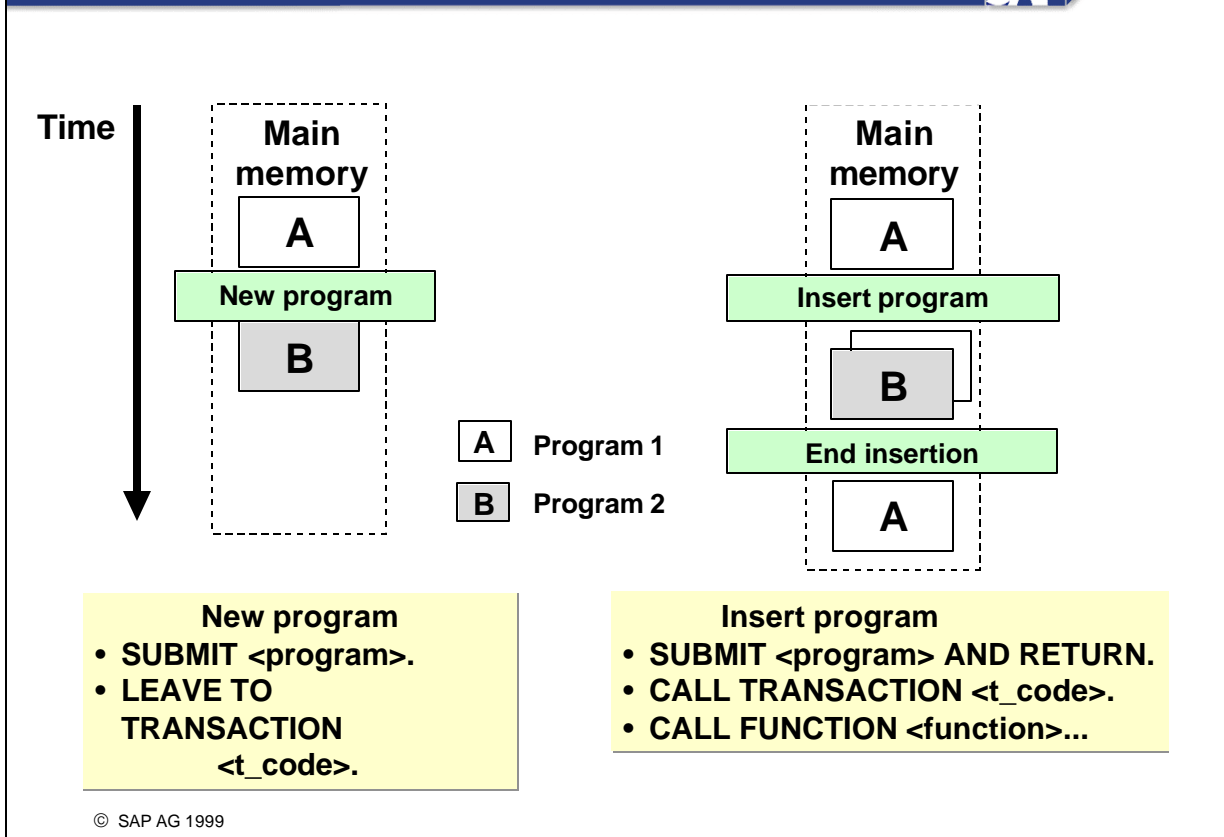 Time
Main
memory
A
New program
B
Main
memory
A
Insert program
B
End insertion
A
A Program 1
B Program 2
New program
• SUBMIT <program>.
• LEAVE TO
TRANSACTION
<t_code>.
Insert program
• SUBMIT <program> AND RETURN.
• CALL TRANSACTION <t_code>.
• CALL FUNCTION <function>...
© SAP AG 1999